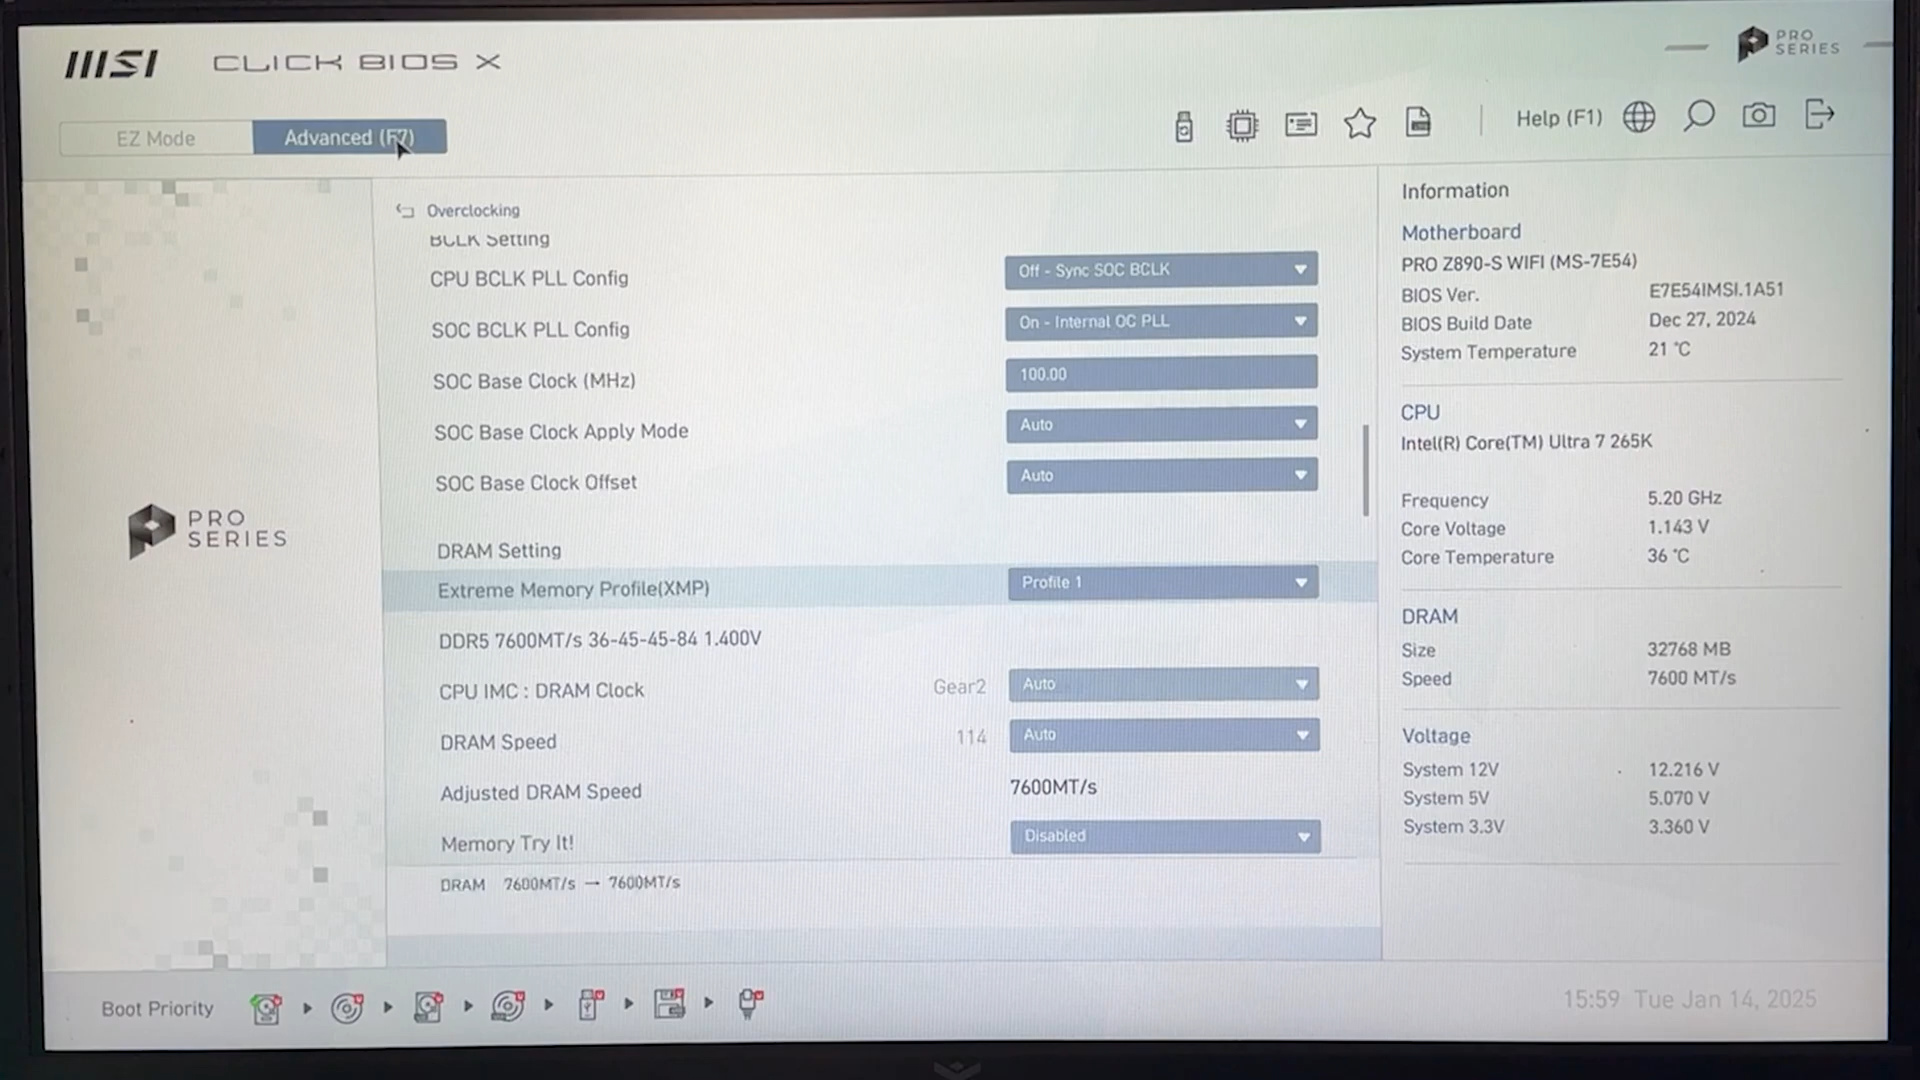 msi CLICK BIOS X
PRO SERIES
EZ Mode
Advanced (F7)
Help (F1)
PRO
SERIES
Overclocking
BCLK Setting
CPU BCLK PLL Config Off - Sync SOC BCLK
SOC BCLK PLL Config On - Internal OC PLL
SOC Base Clock (MHz) 100.00
SOC Base Clock Apply Mode Auto
SOC Base Clock Offset Auto
DRAM Setting
Extreme Memory Profile(XMP) Profile 1
DDR5 7600MT/s 36-45-45-84 1.400V
CPU IMC : DRAM Clock Gear2 Auto
DRAM Speed 114 Auto
Adjusted DRAM Speed 7600MT/s
Memory Try It! Disabled
DRAM 7600MT/s → 7600MT/s
Information
Motherboard
PRO Z890-S WIFI (MS-7E54)
BIOS Ver. E7E54IMSI.1A51
BIOS Build Date Dec 27, 2024
System Temperature 21 °C
CPU
Intel(R) Core(TM) Ultra 7 265K
Frequency 5.20 GHz
Core Voltage 1.143 V
Core Temperature 36 °C
DRAM
Size 32768 MB
Speed 7600 MT/s
Voltage
System 12V 12.216 V
System 5V 5.070 V
System 3.3V 3.360 V
Boot Priority
15:59 Tue Jan 14, 2025